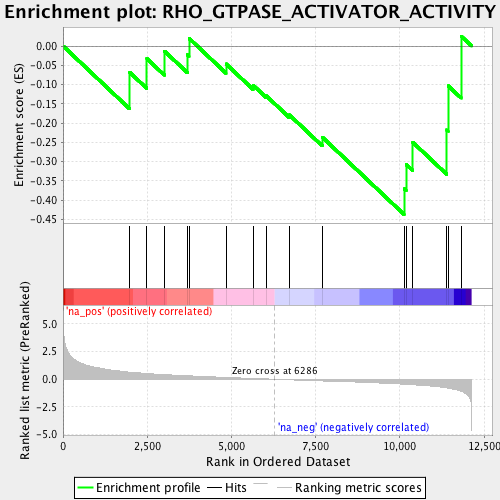 Enrichment plot: RHO_GTPASE_ACTIVATOR_ACTIVITY
Enrichment score (ES)
0.00
-0.05
-0.10
-0.15
-0.20
-0.25
-0.30
-0.35
-0.40
-0.45
'na_pos' (positively correlated)
Ranked list metric (PreRanked)
5.0
2.5
0.0
-2.5
-5.0
Zero cross at 6286
'na_neg' (negatively correlated)
0
2,500
5,000
7,500
10,000
12,500
Rank in Ordered Dataset
Enrichment profile
Hits
Ranking metric scores